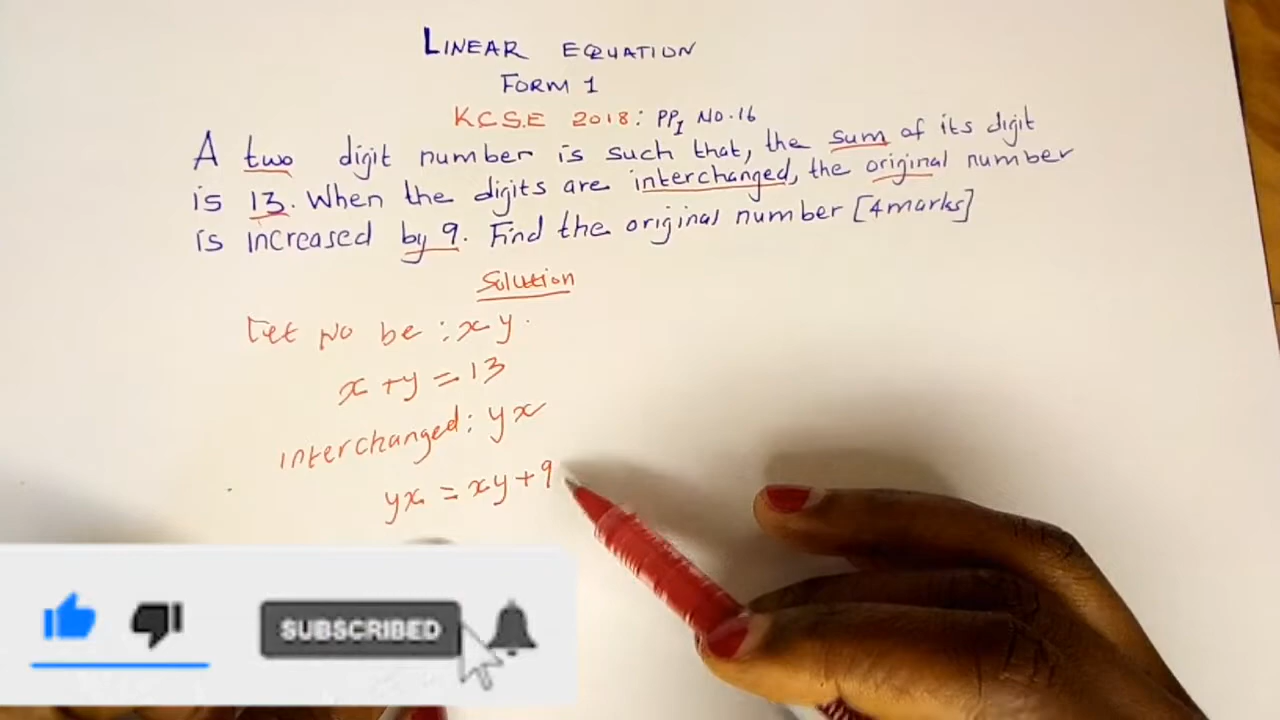 LINEAR EQUATION
FORM 1
K.C.S.E 2018: PP1 NO.16
A two digit number is such that, the sum of its digit
is 13. When the digits are interchanged, the original number
is increased by 9. Find the original number [4marks]
Solution
Let No be: xy.
x+y=13
interchanged: yx
yx = xy+9
SUBSCRIBED